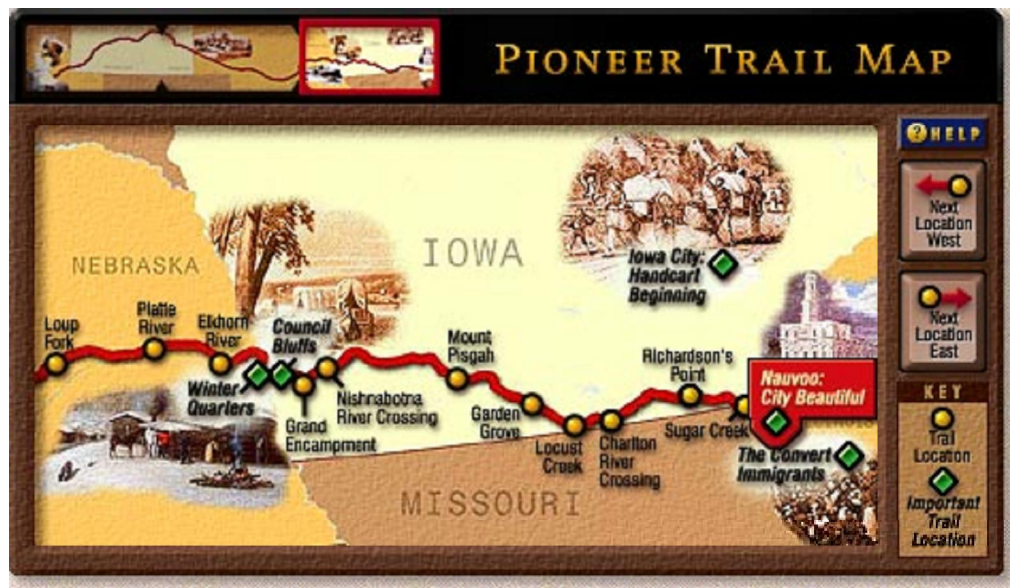 PIONEER TRAIL MAP
? HELP
Next
Location
West
Next
Location
East
KEY
Trail
Location
Important
Trail
Location
IOWA
NEBRASKA
MISSOURI
Iowa City:
Handcart
Beginning
Loup
Fork
Platte
River
Elkhorn
River
Council
Bluffs
Winter
Quarters
Grand
Encampment
Nishnabotna
River Crossing
Mount
Pisgah
Garden
Grove
Locust
Creek
Chariton
River
Crossing
Richardson's
Point
Sugar Creek
Nauvoo:
City Beautiful
The Convert
Immigrants